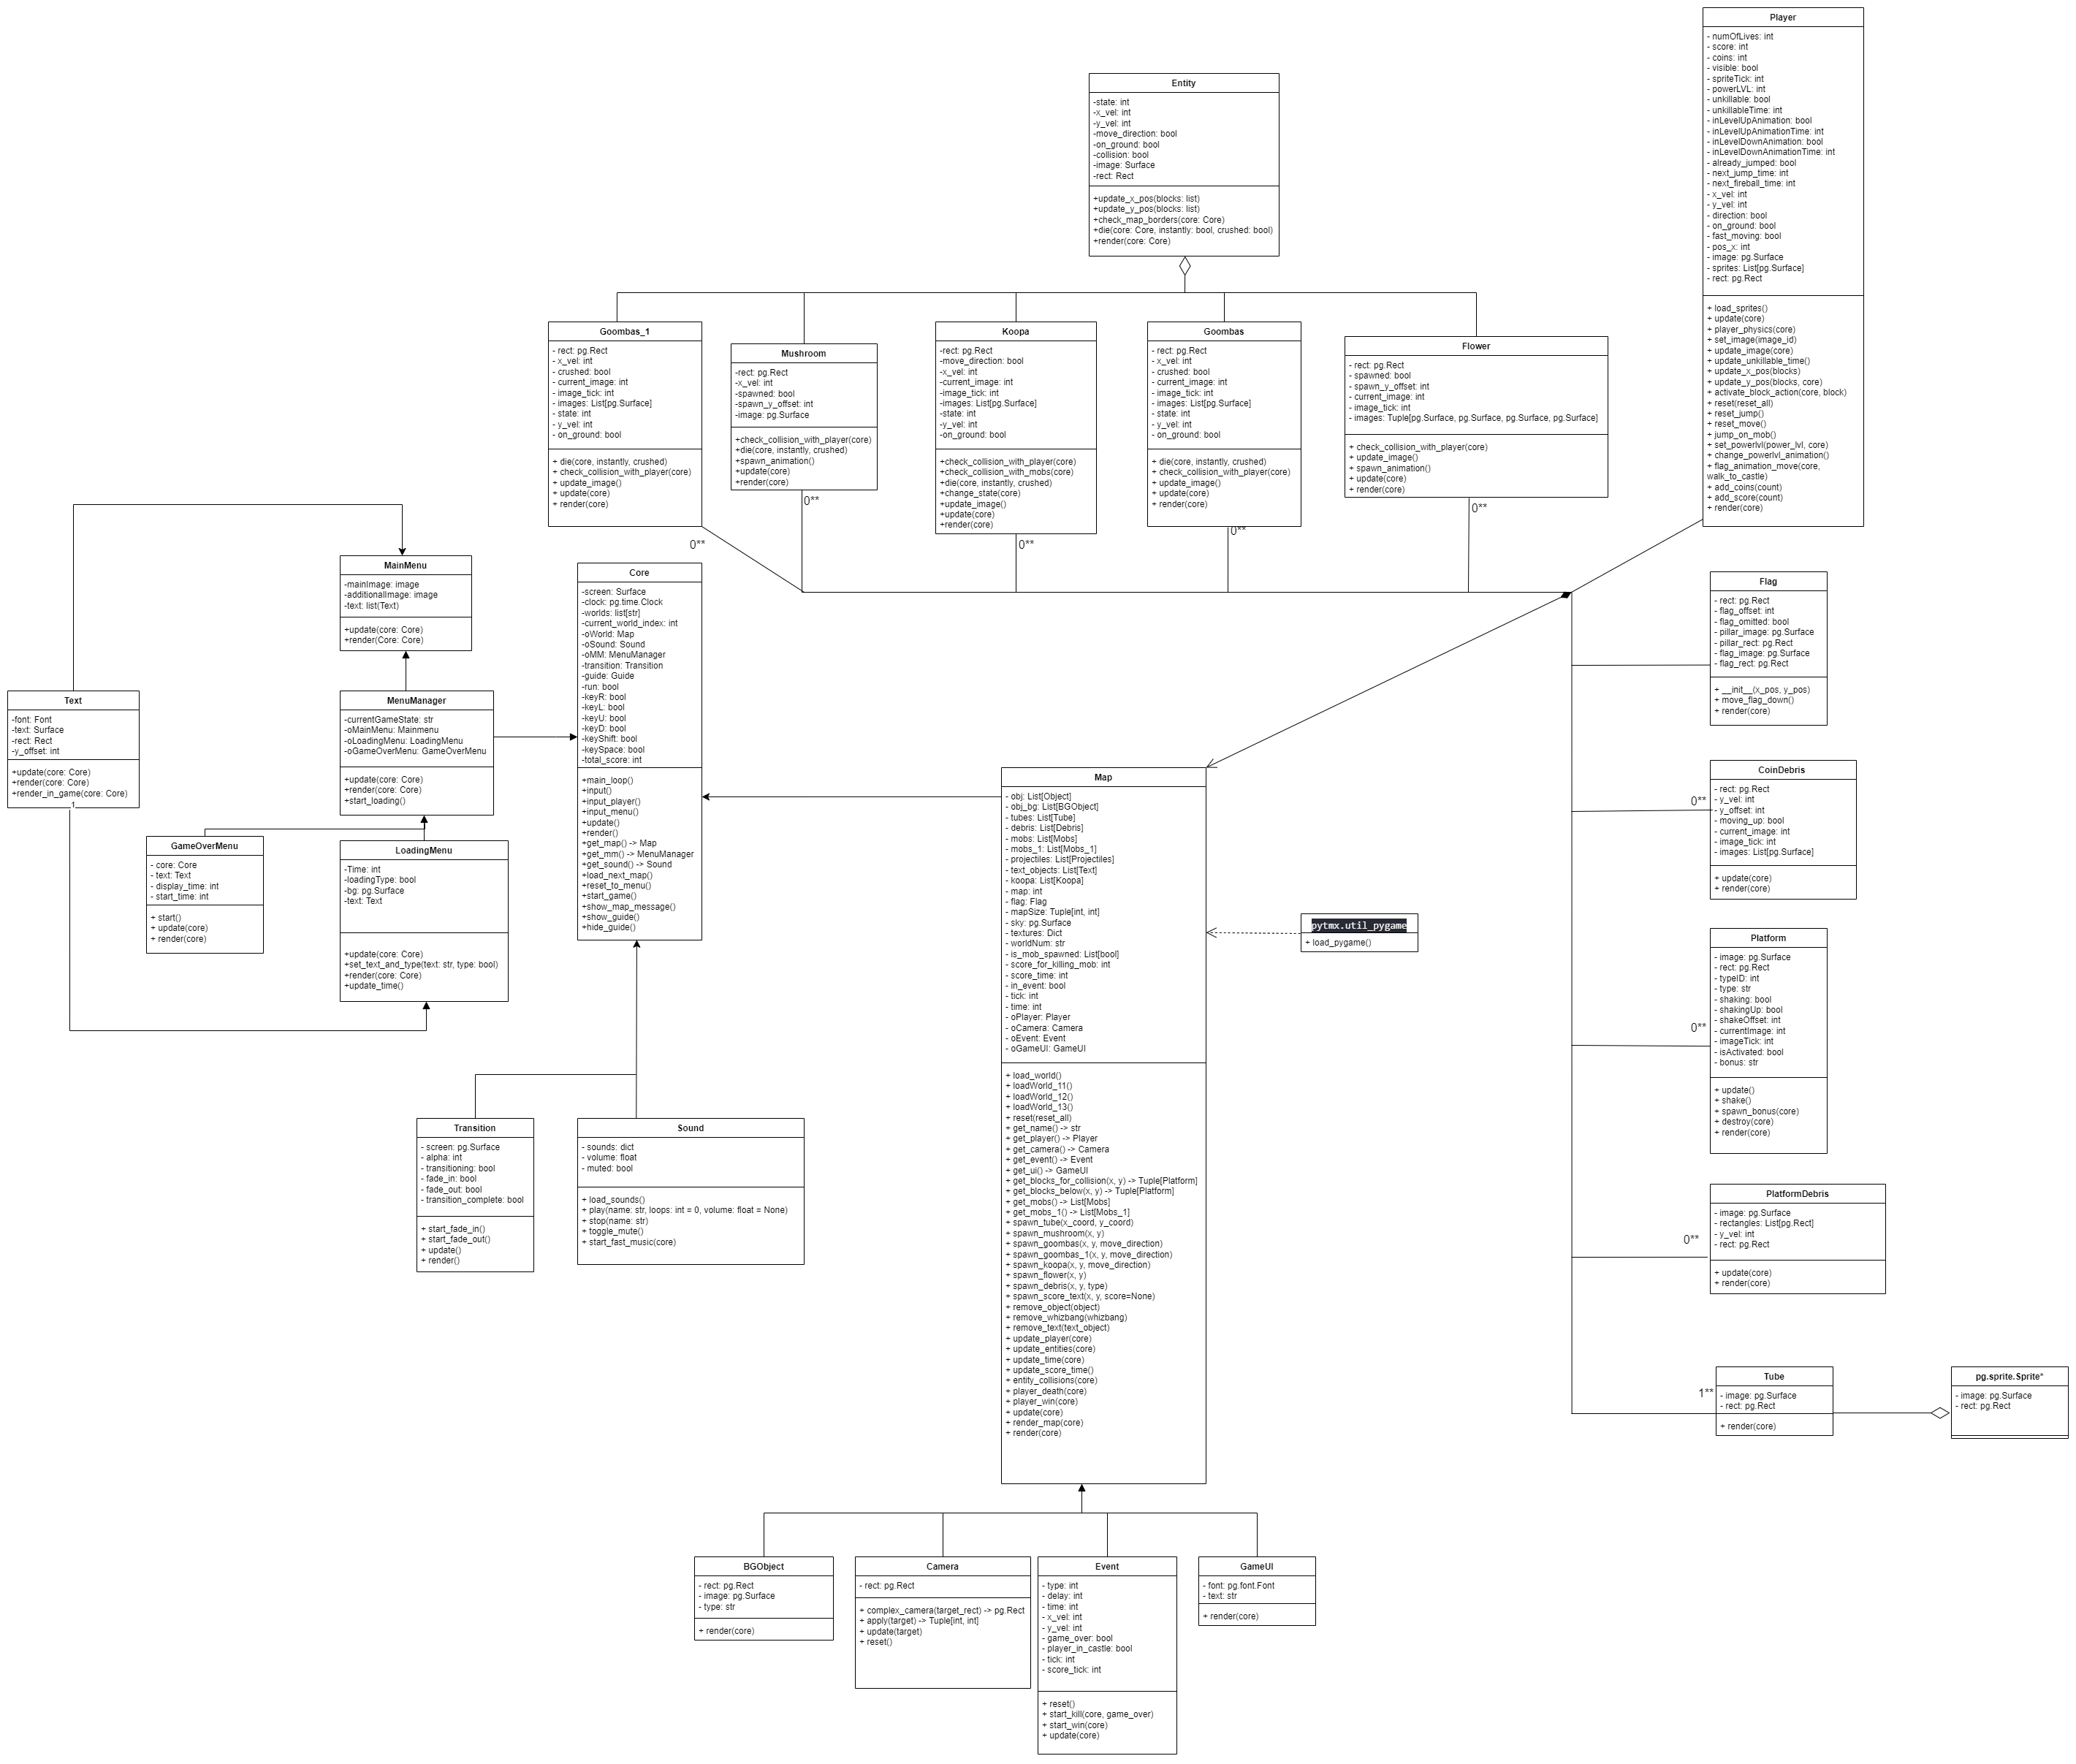 Player
- numOfLives: int
- score: int
- coins: int
- visible: bool
- spriteTick: int
- powerLVL: int
- unkillable: bool
- unkillableTime: int
- inLevelUpAnimation: bool
- inLevelUpAnimationTime: int
- inLevelDownAnimation: bool
- inLevelDownAnimationTime: int
- already_jumped: bool
- next_jump_time: int
- next_fireball_time: int
- x_vel: int
- y_vel: int
- direction: bool
- on_ground: bool
- fast_moving: bool
- pos_x: int
- image: pg.Surface
- sprites: List[pg.Surface]
- rect: pg.Rect
+ load_sprites()
+ update(core)
+ player_physics(core)
+ set_image(image_id)
+ update_image(core)
+ update_unkillable_time()
+ update_x_pos(blocks)
+ update_y_pos(blocks, core)
+ activate_block_action(core, block)
+ reset(reset_all)
+ reset_jump()
+ reset_move()
+ jump_on_mob()
+ set_powerlvl(power_lvl, core)
+ change_powerlvl_animation()
+ flag_animation_move(core,
walk_to_castle)
+ add_coins(count)
+ add_score(count)
+ render(core)
Entity
-state: int
-x_vel: int
-y_vel: int
-move_direction: bool
-on_ground: bool
-collision: bool
-image: Surface
-rect: Rect
+update_x_pos(blocks: list)
+update_y_pos(blocks: list)
+check_map_borders(core: Core)
+die(core: Core, instantly: bool, crushed: bool)
+render(core: Core)
Goombas_1
- rect: pg.Rect
- x_vel: int
- crushed: bool
- current_image: int
- image_tick: int
- images: List[pg.Surface]
- state: int
- y_vel: int
- on_ground: bool
+ die(core, instantly, crushed)
+ check_collision_with_player(core)
+ update_image()
+ update(core)
+ render(core)
0**
Mushroom
-rect: pg.Rect
-x_vel: int
-spawned: bool
-spawn_y_offset: int
-image: pg.Surface
+check_collision_with_player(core)
+die(core, instantly, crushed)
+spawn_animation()
+update(core)
+render(core)
0**
Koopa
-rect: pg.Rect
-move_direction: bool
-x_vel: int
-current_image: int
-image_tick: int
-images: List[pg.Surface]
-state: int
-y_vel: int
-on_ground: bool
+check_collision_with_player(core)
+check_collision_with_mobs(core)
+die(core, instantly, crushed)
+change_state(core)
+update_image()
+update(core)
+render(core)
0**
Goombas
- rect: pg.Rect
- x_vel: int
- crushed: bool
- current_image: int
- image_tick: int
- images: List[pg.Surface]
- state: int
- y_vel: int
- on_ground: bool
+ die(core, instantly, crushed)
+ check_collision_with_player(core)
+ update_image()
+ update(core)
+ render(core)
0**
Flower
- rect: pg.Rect
- spawned: bool
- spawn_y_offset: int
- current_image: int
- image_tick: int
- images: Tuple[pg.Surface, pg.Surface, pg.Surface, pg.Surface]
+ check_collision_with_player(core)
+ update_image()
+ spawn_animation()
+ update(core)
+ render(core)
0**
MainMenu
-mainImage: image
-additionalImage: image
-text: list(Text)
+update(core: Core)
+render(Core: Core)
Text
-font: Font
-text: Surface
-rect: Rect
-y_offset: int
+update(core: Core)
+render(core: Core)
+render_in_game(core: Core)
1
MenuManager
-currentGameState: str
-oMainMenu: Mainmenu
-oLoadingMenu: LoadingMenu
-oGameOverMenu: GameOverMenu
+update(core: Core)
+render(core: Core)
+start_loading()
GameOverMenu
- core: Core
- text: Text
- display_time: int
- start_time: int
+ start()
+ update(core)
+ render(core)
LoadingMenu
-Time: int
-loadingType: bool
-bg: pg.Surface
-text: Text
+update(core: Core)
+set_text_and_type(text: str, type: bool)
+render(core: Core)
+update_time()
Core
-screen: Surface
-clock: pg.time.Clock
-worlds: list[str]
-current_world_index: int
-oWorld: Map
-oSound: Sound
-oMM: MenuManager
-transition: Transition
-guide: Guide
-run: bool
-keyR: bool
-keyL: bool
-keyU: bool
-keyD: bool
-keyShift: bool
-keySpace: bool
-total_score: int
+main_loop()
+input()
+input_player()
+input_menu()
+update()
+render()
+get_map() -> Map
+get_mm() -> MenuManager
+get_sound() -> Sound
+load_next_map()
+reset_to_menu()
+start_game()
+show_map_message()
+show_guide()
+hide_guide()
Transition
- screen: pg.Surface
- alpha: int
- transitioning: bool
- fade_in: bool
- fade_out: bool
- transition_complete: bool
+ start_fade_in()
+ start_fade_out()
+ update()
+ render()
Sound
- sounds: dict
- volume: float
- muted: bool
+ load_sounds()
+ play(name: str, loops: int = 0, volume: float = None)
+ stop(name: str)
+ toggle_mute()
+ start_fast_music(core)
Map
- obj: List[Object]
- obj_bg: List[BGObject]
- tubes: List[Tube]
- debris: List[Debris]
- mobs: List[Mobs]
- mobs_1: List[Mobs_1]
- projectiles: List[Projectiles]
- text_objects: List[Text]
- koopa: List[Koopa]
- map: int
- flag: Flag
- mapSize: Tuple[int, int]
- sky: pg.Surface
- textures: Dict
- worldNum: str
- is_mob_spawned: List[bool]
- score_for_killing_mob: int
- score_time: int
- in_event: bool
- tick: int
- time: int
- oPlayer: Player
- oCamera: Camera
- oEvent: Event
- oGameUI: GameUI
+ load_world()
+ loadWorld_11()
+ loadWorld_12()
+ loadWorld_13()
+ reset(reset_all)
+ get_name() -> str
+ get_player() -> Player
+ get_camera() -> Camera
+ get_event() -> Event
+ get_ui() -> GameUI
+ get_blocks_for_collision(x, y) -> Tuple[Platform]
+ get_blocks_below(x, y) -> Tuple[Platform]
+ get_mobs() -> List[Mobs]
+ get_mobs_1() -> List[Mobs_1]
+ spawn_tube(x_coord, y_coord)
+ spawn_mushroom(x, y)
+ spawn_goombas(x, y, move_direction)
+ spawn_goombas_1(x, y, move_direction)
+ spawn_koopa(x, y, move_direction)
+ spawn_flower(x, y)
+ spawn_debris(x, y, type)
+ spawn_score_text(x, y, score=None)
+ remove_object(object)
+ remove_whizbang(whizbang)
+ remove_text(text_object)
+ update_player(core)
+ update_entities(core)
+ update_time(core)
+ update_score_time()
+ entity_collisions(core)
+ player_death(core)
+ player_win(core)
+ update(core)
+ render_map(core)
+ render(core)
pytmx.util_pygame
+ load_pygame()
Flag
- rect: pg.Rect
- flag_offset: int
- flag_omitted: bool
- pillar_image: pg.Surface
- pillar_rect: pg.Rect
- flag_image: pg.Surface
- flag_rect: pg.Rect
+ __init__(x_pos, y_pos)
+ move_flag_down()
+ render(core)
CoinDebris
- rect: pg.Rect
- y_vel: int
- y_offset: int
- moving_up: bool
- current_image: int
- image_tick: int
- images: List[pg.Surface]
+ update(core)
+ render(core)
0**
Platform
- image: pg.Surface
- rect: pg.Rect
- typeID: int
- type: str
- shaking: bool
- shakingUp: bool
- shakeOffset: int
- currentImage: int
- imageTick: int
- isActivated: bool
- bonus: str
+ update()
+ shake()
+ spawn_bonus(core)
+ destroy(core)
+ render(core)
0**
PlatformDebris
- image: pg.Surface
- rectangles: List[pg.Rect]
- y_vel: int
- rect: pg.Rect
+ update(core)
+ render(core)
0**
Tube
- image: pg.Surface
- rect: pg.Rect
+ render(core)
1**
pg.sprite.Sprite*
- image: pg.Surface
- rect: pg.Rect
BGObject
- rect: pg.Rect
- image: pg.Surface
- type: str
+ render(core)
Camera
- rect: pg.Rect
+ complex_camera(target_rect) -> pg.Rect
+ apply(target) -> Tuple[int, int]
+ update(target)
+ reset()
Event
- type: int
- delay: int
- time: int
- x_vel: int
- y_vel: int
- game_over: bool
- player_in_castle: bool
- tick: int
- score_tick: int
+ reset()
+ start_kill(core, game_over)
+ start_win(core)
+ update(core)
GameUI
- font: pg.font.Font
- text: str
+ render(core)